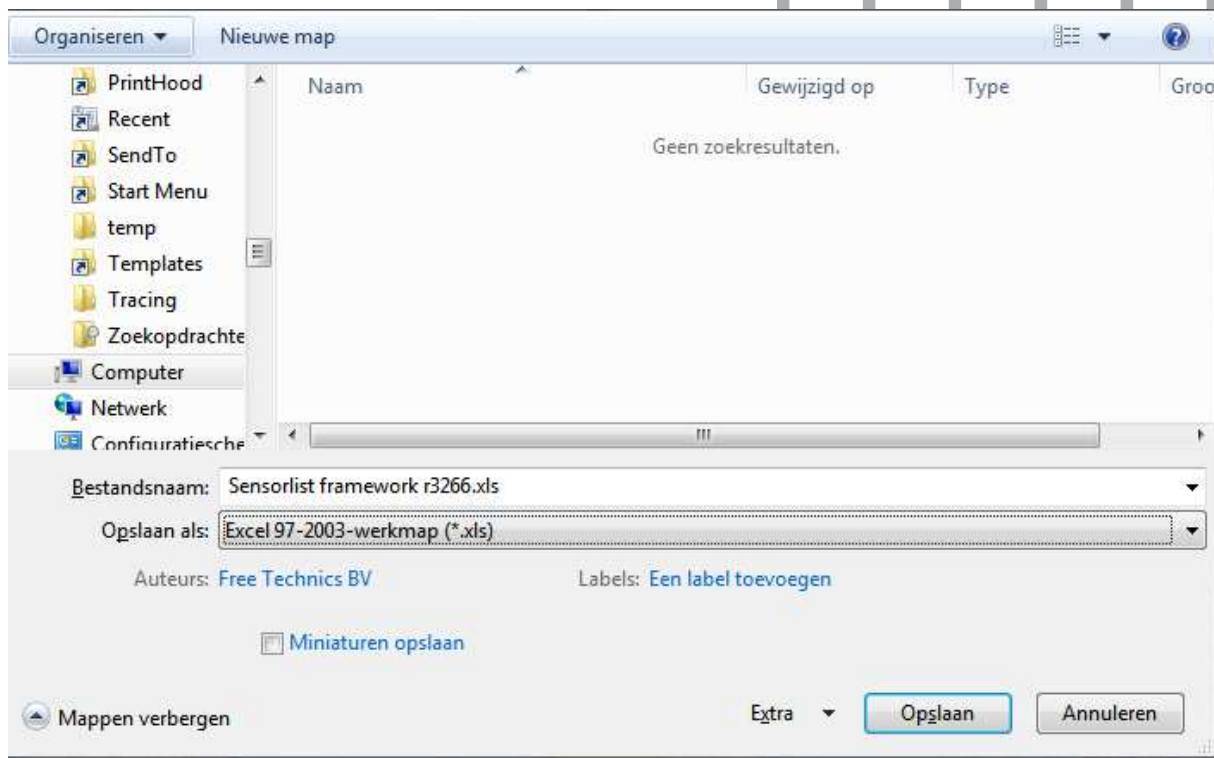 Organiseren Nieuwe map
PrintHood
Recent
SendTo
Start Menu
temp
Templates
Tracing
Zoekopdrachte
Computer
Netwerk
Configuratiesche
Naam Gewijzigd op Type Groo
Geen zoekresultaten.
Bestandsnaam: Sensorlist framework r3266.xls
Opslaan als: Excel 97-2003-werkmap (*.xls)
Auteurs: Free Technics BV Labels: Een label toevoegen
Miniaturen opslaan
Mappen verbergen Extra Opslaan Annuleren